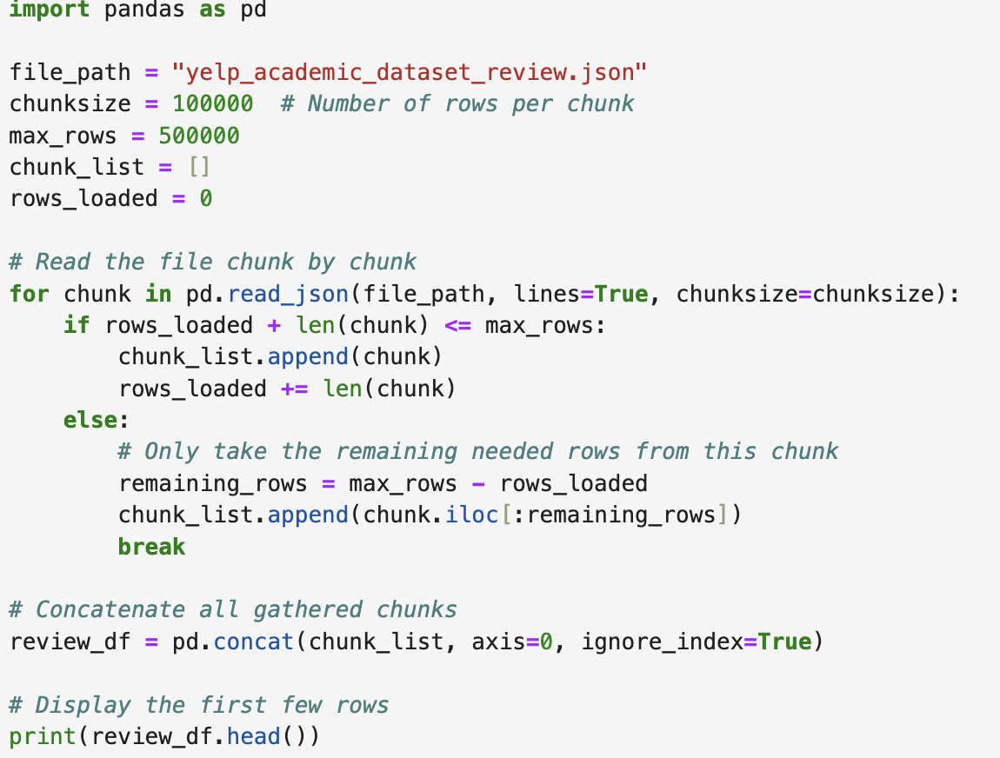 import pandas as pd
file_path = "yelp_academic_dataset_review.json"
chunksize = 100000  # Number of rows per chunk
max_rows = 500000
chunk_list = []
rows_loaded = 0
# Read the file chunk by chunk
for chunk in pd.read_json(file_path, lines=True, chunksize=chunksize):
    if rows_loaded + len(chunk) <= max_rows:
        chunk_list.append(chunk)
        rows_loaded += len(chunk)
    else:
        # Only take the remaining needed rows from this chunk
        remaining_rows = max_rows - rows_loaded
        chunk_list.append(chunk.iloc[:remaining_rows])
        break
# Concatenate all gathered chunks
review_df = pd.concat(chunk_list, axis=0, ignore_index=True)
# Display the first few rows
print(review_df.head())